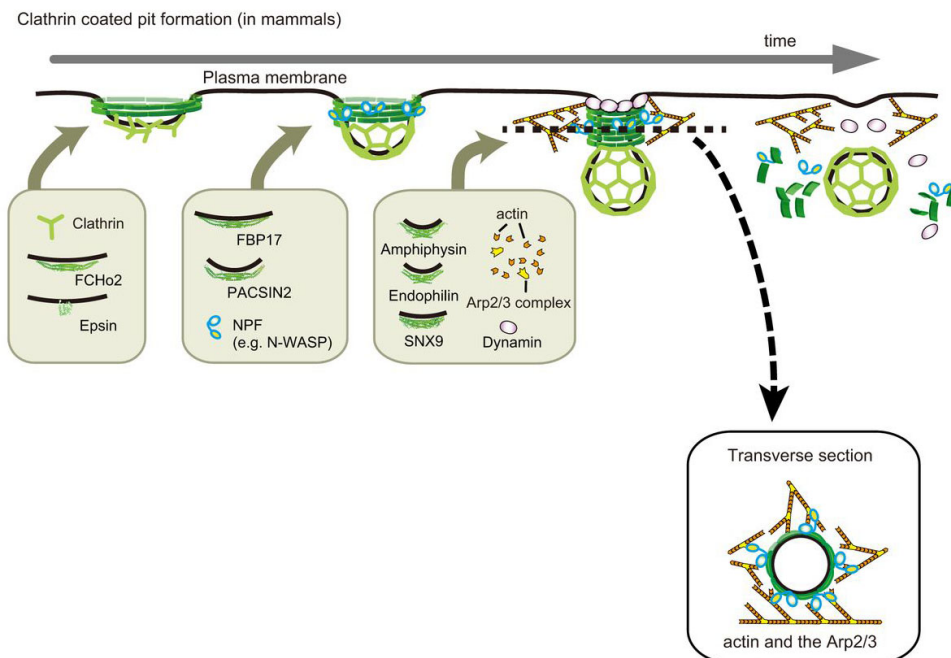 Clathrin coated pit formation (in mammals)
time
Plasma membrane
Clathrin
FCHo2
Epsin
FBP17
PACSIN2
NPF
(e.g. N-WASP)
Amphiphysin
Endophilin
SNX9
actin
Arp2/3 complex
Dynamin
Transverse section
actin and the Arp2/3